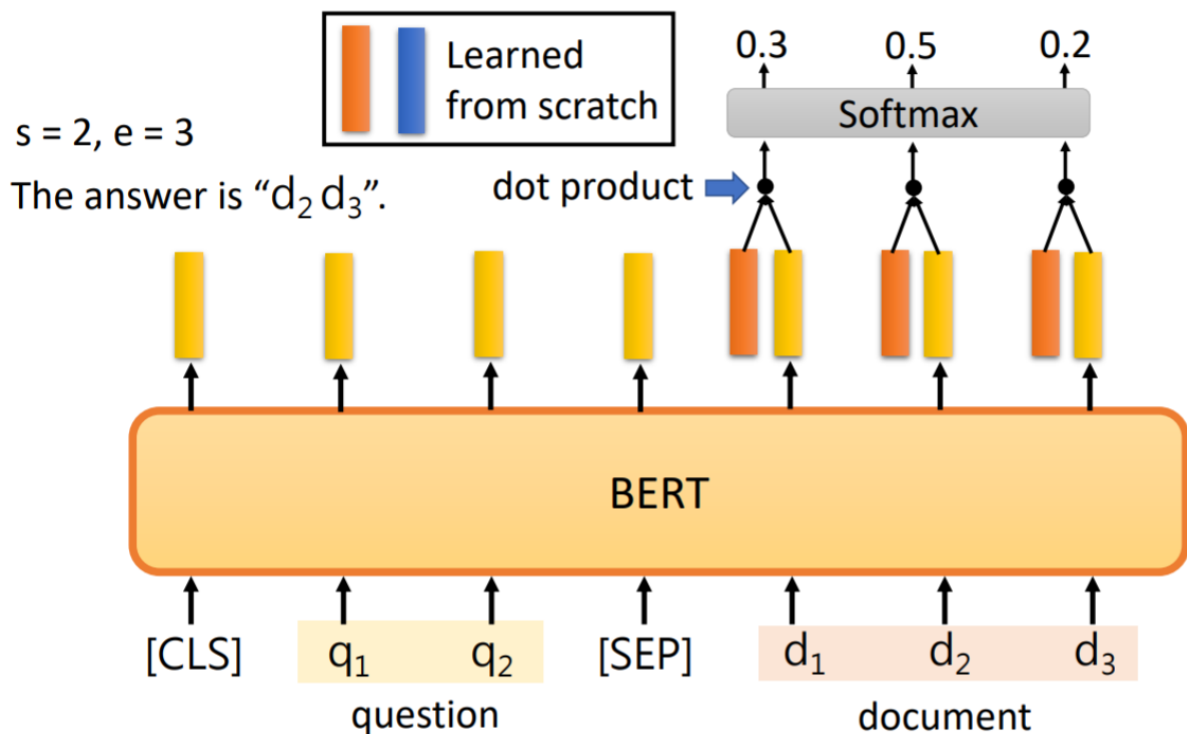 0.3 0.5 0.2
Learned
from scratch
Softmax
s = 2, e = 3
dot product
The answer is “d₂ d₃”.
BERT
[CLS] q₁ q₂ [SEP] d₁ d₂ d₃
question document